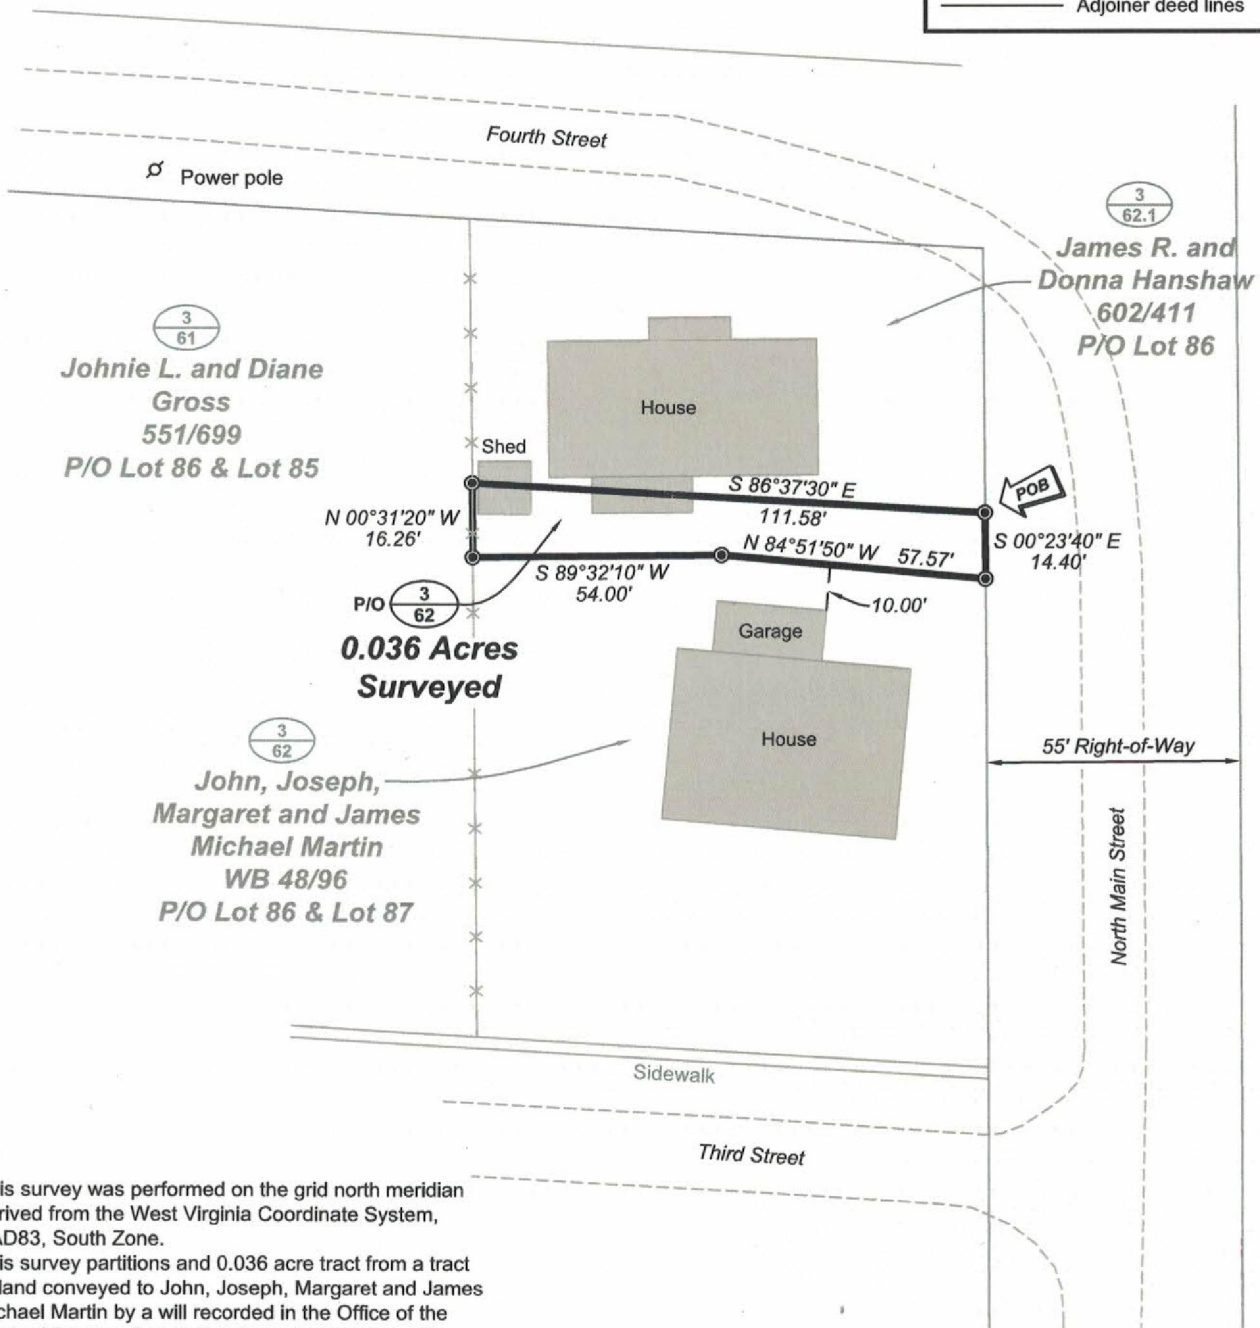 Adjoiner deed lines
Fourth Street
Power pole
3
62.1
James R. and
Donna Hanshaw
602/411
P/O Lot 86
3
61
Johnie L. and Diane
Gross
551/699
P/O Lot 86 & Lot 85
House
Shed
S 86°37'30" E
111.58'
POB
N 00°31'20" W
16.26'
N 84°51'50" W 57.57'
S 00°23'40" E
14.40'
S 89°32'10" W
54.00'
10.00'
P/O 3
62
0.036 Acres
Surveyed
Garage
House
3
62
John, Joseph,
Margaret and James
Michael Martin
WB 48/96
P/O Lot 86 & Lot 87
55' Right-of-Way
North Main Street
Sidewalk
Third Street
is survey was performed on the grid north meridian
rived from the West Virginia Coordinate System,
AD83, South Zone.
is survey partitions and 0.036 acre tract from a tract
land conveyed to John, Joseph, Margaret and James
chael Martin by a will recorded in the Office of the